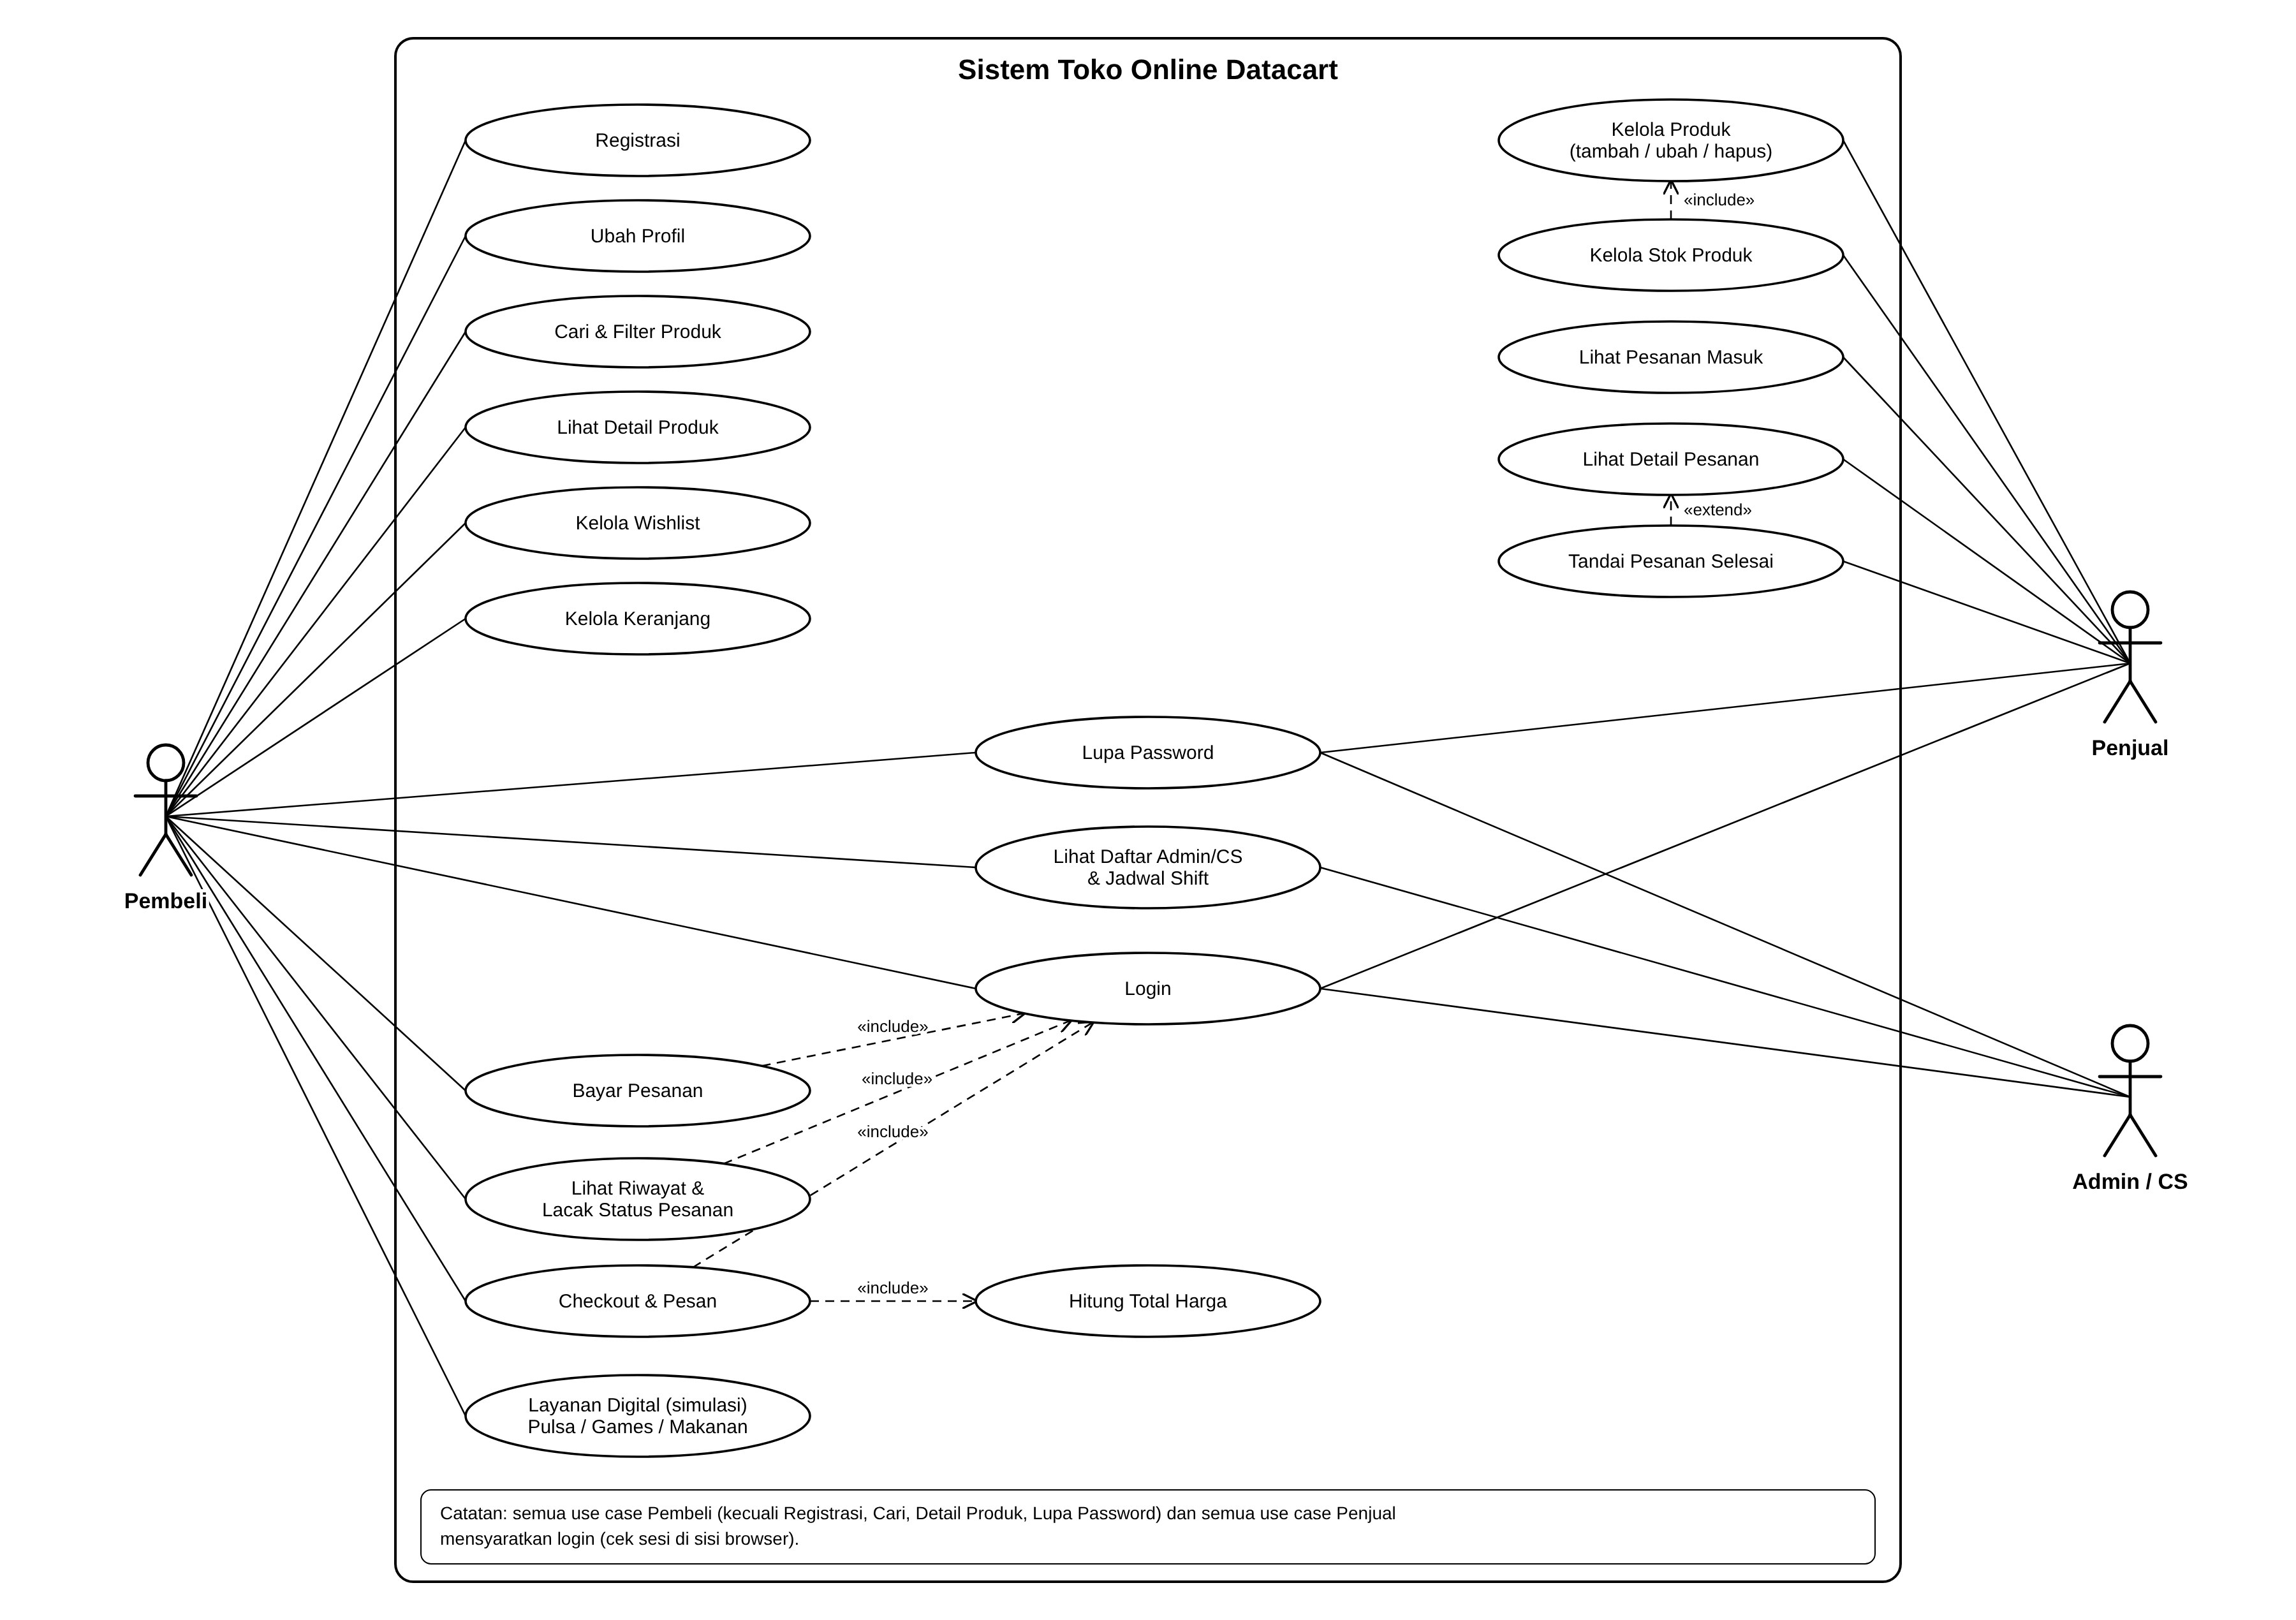 Sistem Toko Online Datacart
Registrasi
Ubah Profil
Cari & Filter Produk
Lihat Detail Produk
Kelola Wishlist
Kelola Keranjang
Kelola Produk
(tambah / ubah / hapus)
«include»
Kelola Stok Produk
Lihat Pesanan Masuk
Lihat Detail Pesanan
«extend»
Tandai Pesanan Selesai
Penjual
Pembeli
Lupa Password
Lihat Daftar Admin/CS
& Jadwal Shift
Login
Admin / CS
«include»
«include»
«include»
Bayar Pesanan
Lihat Riwayat &
Lacak Status Pesanan
Checkout & Pesan
«include»
Hitung Total Harga
Layanan Digital (simulasi)
Pulsa / Games / Makanan
Catatan: semua use case Pembeli (kecuali Registrasi, Cari, Detail Produk, Lupa Password) dan semua use case Penjual
mensyaratkan login (cek sesi di sisi browser).